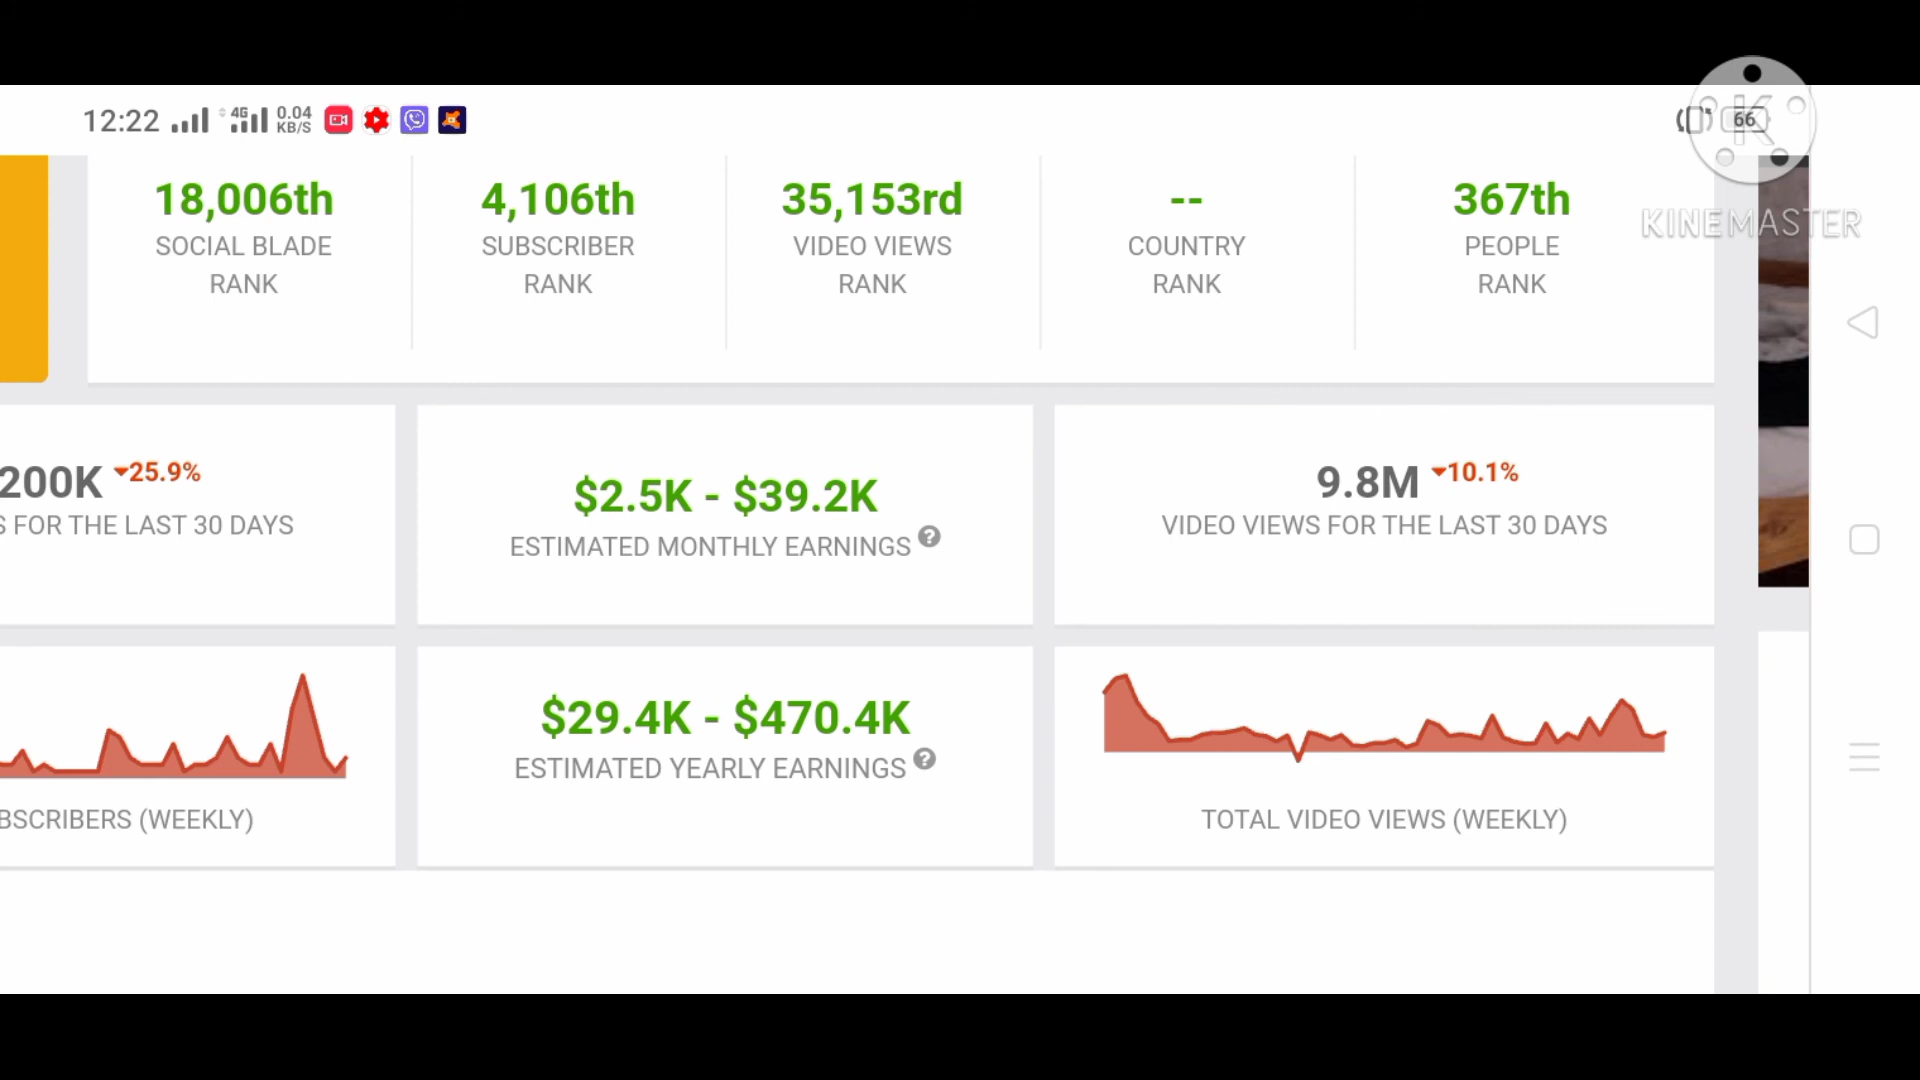 12:22 4G 0.04 KB/S 66
K
KINEMASTER
18,006th 4,106th 35,153rd -- 367th
SOCIAL BLADE SUBSCRIBER VIDEO VIEWS COUNTRY PEOPLE
RANK RANK RANK RANK RANK
200K 25.9% $2.5K - $39.2K 9.8M 10.1%
S FOR THE LAST 30 DAYS ESTIMATED MONTHLY EARNINGS ? VIDEO VIEWS FOR THE LAST 30 DAYS
$29.4K - $470.4K
ESTIMATED YEARLY EARNINGS ?
BSCRIBERS (WEEKLY) TOTAL VIDEO VIEWS (WEEKLY)